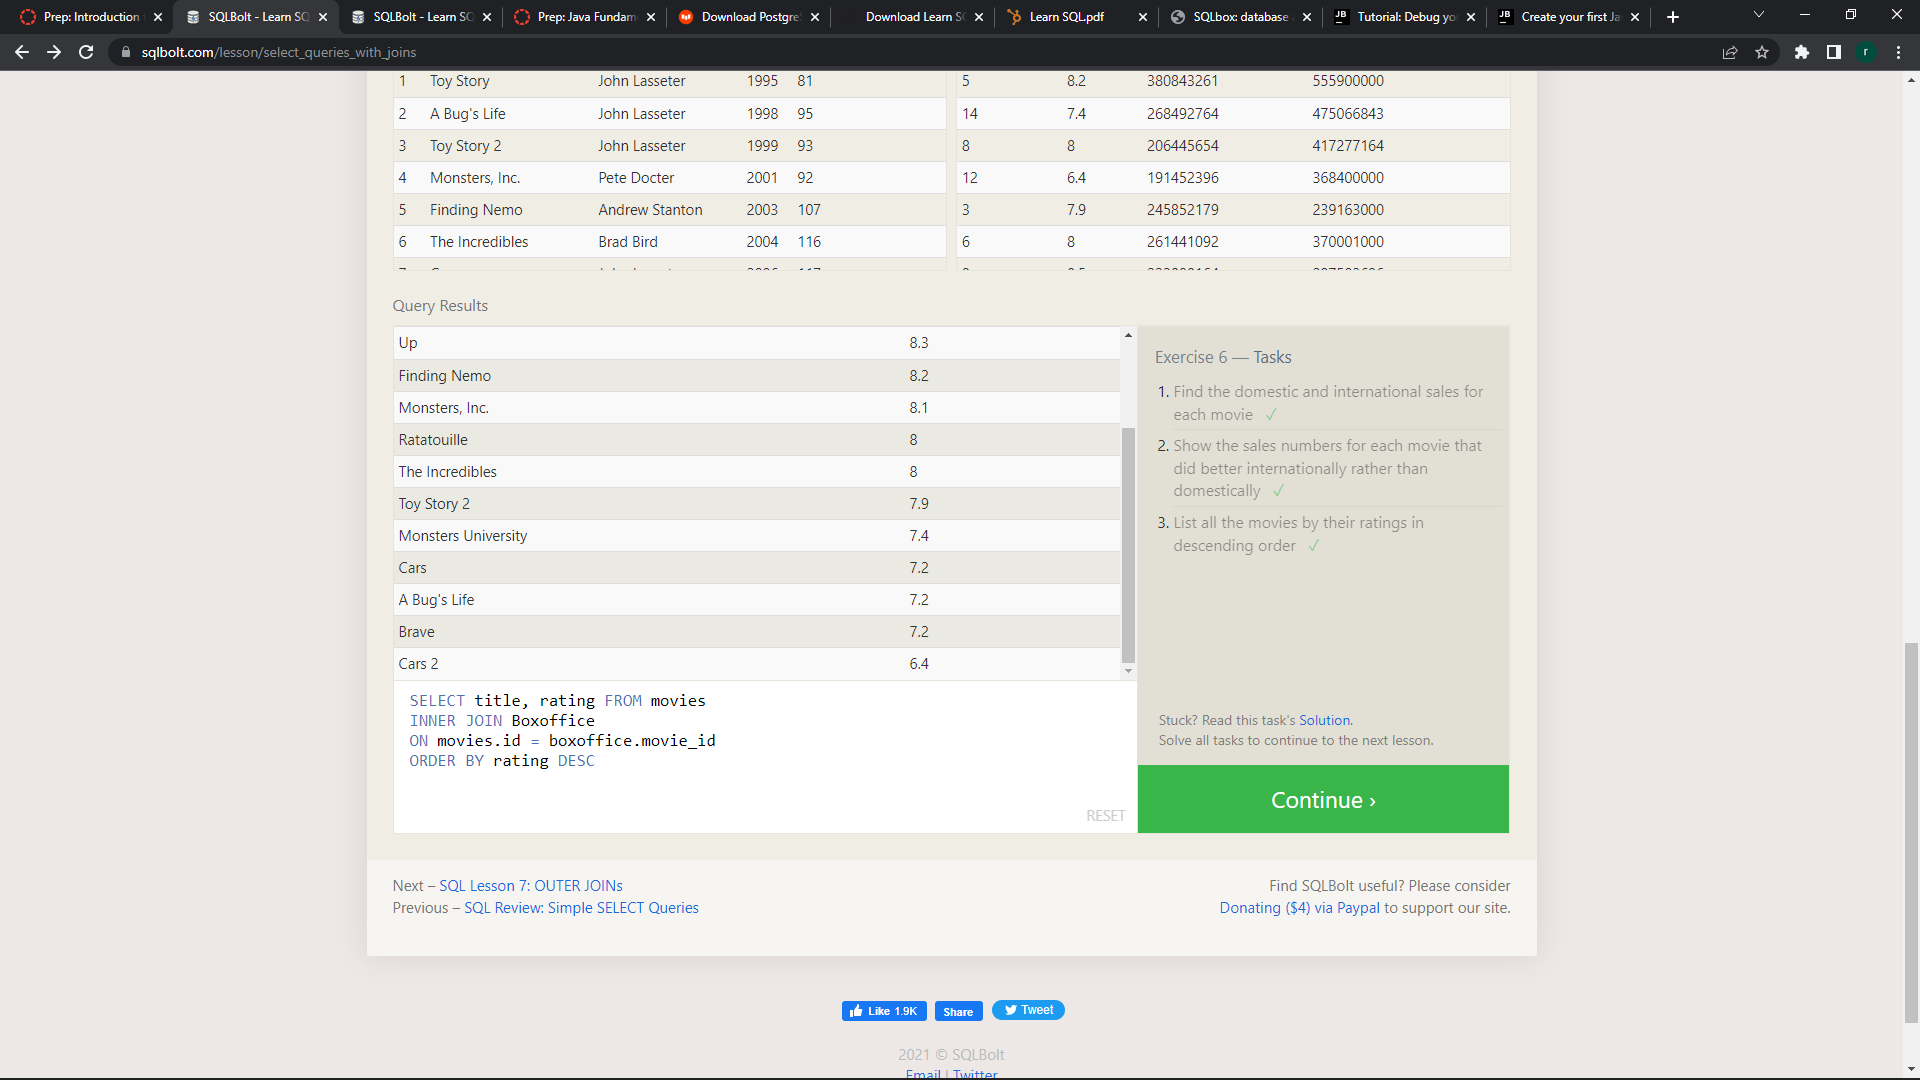 Prep: Introduction
SQLBolt - Learn SQ
SQLBolt - Learn SQ
Prep: Java Fundam
Download Postgre
Download Learn SQ
Learn SQL.pdf
SQLbox: database
Tutorial: Debug yo
Create your first Ja
sqlbolt.com/lesson/select_queries_with_joins
r
1 Toy Story John Lasseter 1995 81
5 8.2 380843261 555900000
2 A Bug's Life John Lasseter 1998 95
14 7.4 268492764 475066843
3 Toy Story 2 John Lasseter 1999 93
8 8 206445654 417277164
4 Monsters, Inc. Pete Docter 2001 92
12 6.4 191452396 368400000
5 Finding Nemo Andrew Stanton 2003 107
3 7.9 245852179 239163000
6 The Incredibles Brad Bird 2004 116
6 8 261441092 370001000
Query Results
Up 8.3
Finding Nemo 8.2
Monsters, Inc. 8.1
Ratatouille 8
The Incredibles 8
Toy Story 2 7.9
Monsters University 7.4
Cars 7.2
A Bug's Life 7.2
Brave 7.2
Cars 2 6.4
Exercise 6 — Tasks
1. Find the domestic and international sales for
each movie ✓
2. Show the sales numbers for each movie that
did better internationally rather than
domestically ✓
3. List all the movies by their ratings in
descending order ✓
Stuck? Read this task's Solution.
Solve all tasks to continue to the next lesson.
Continue ›
SELECT title, rating FROM movies
INNER JOIN Boxoffice
ON movies.id = boxoffice.movie_id
ORDER BY rating DESC
RESET
Next – SQL Lesson 7: OUTER JOINs
Previous – SQL Review: Simple SELECT Queries
Find SQLBolt useful? Please consider
Donating ($4) via Paypal to support our site.
Like 1.9K
Share
Tweet
2021 © SQLBolt
Email | Twitter